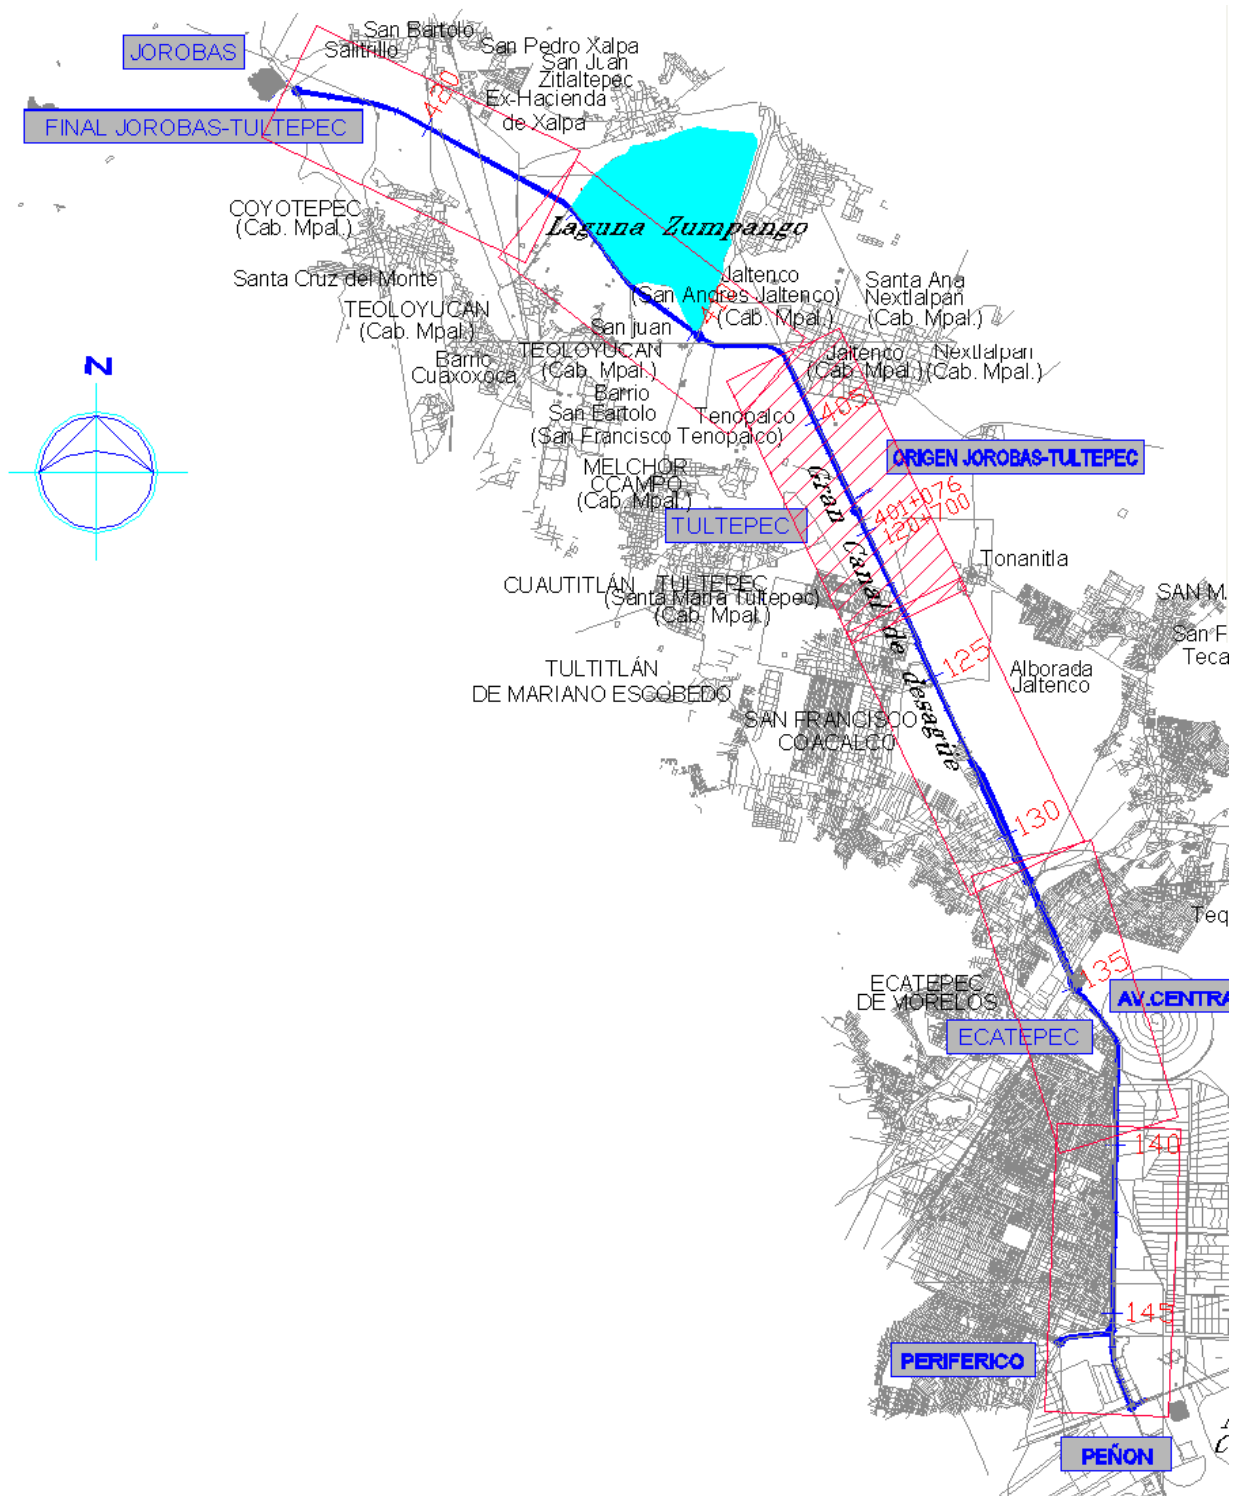 San Bartolo
JOROBAS
Salitrillo
San Pedro Xalpa
San Juan
Zitlaltepec
420
Ex-Hacienda
de Xalpa
FINAL JOROBAS-TULTEPEC
COYOTEPEC
(Cab. Mpal.)
Laguna Zumpango
Santa Cruz del Monte
Jaltenco
(San Andres Jaltenco)
(Cab. Mpal.)
Santa Ana
Nextlalpan
(Cab. Mpal.)
TEOLOYUCAN
(Cab. Mpal.)
San juan
TEOLOYUCAN
(Cab. Mpal.)
Jaltenco
(Cab. Mpal.)
Nextlalpan
(Cab. Mpal.)
Barrio
Cuaxoxoca
N
Barrio
San Bartolo
(San Francisco Tenopalco)
Tenopalco
405
ORIGEN JOROBAS-TULTEPEC
MELCHOR
OCAMPO
(Cab. Mpal.)
Gran Canal de desagüe
401+076
120+700
TULTEPEC
Tonanitla
CUAUTITLÁN
TULTEPEC
(Santa Maria Tultepec)
(Cab. Mpal.)
SAN M.
San F
Teca
125
TULTITLÁN
DE MARIANO ESCOBEDO
Alborada
Jaltenco
SAN FRANCISCO
COACALCO
130
Teq
135
ECATEPEC
DE MORELOS
AV.CENTRA
ECATEPEC
140
145
PERIFERICO
PEÑON